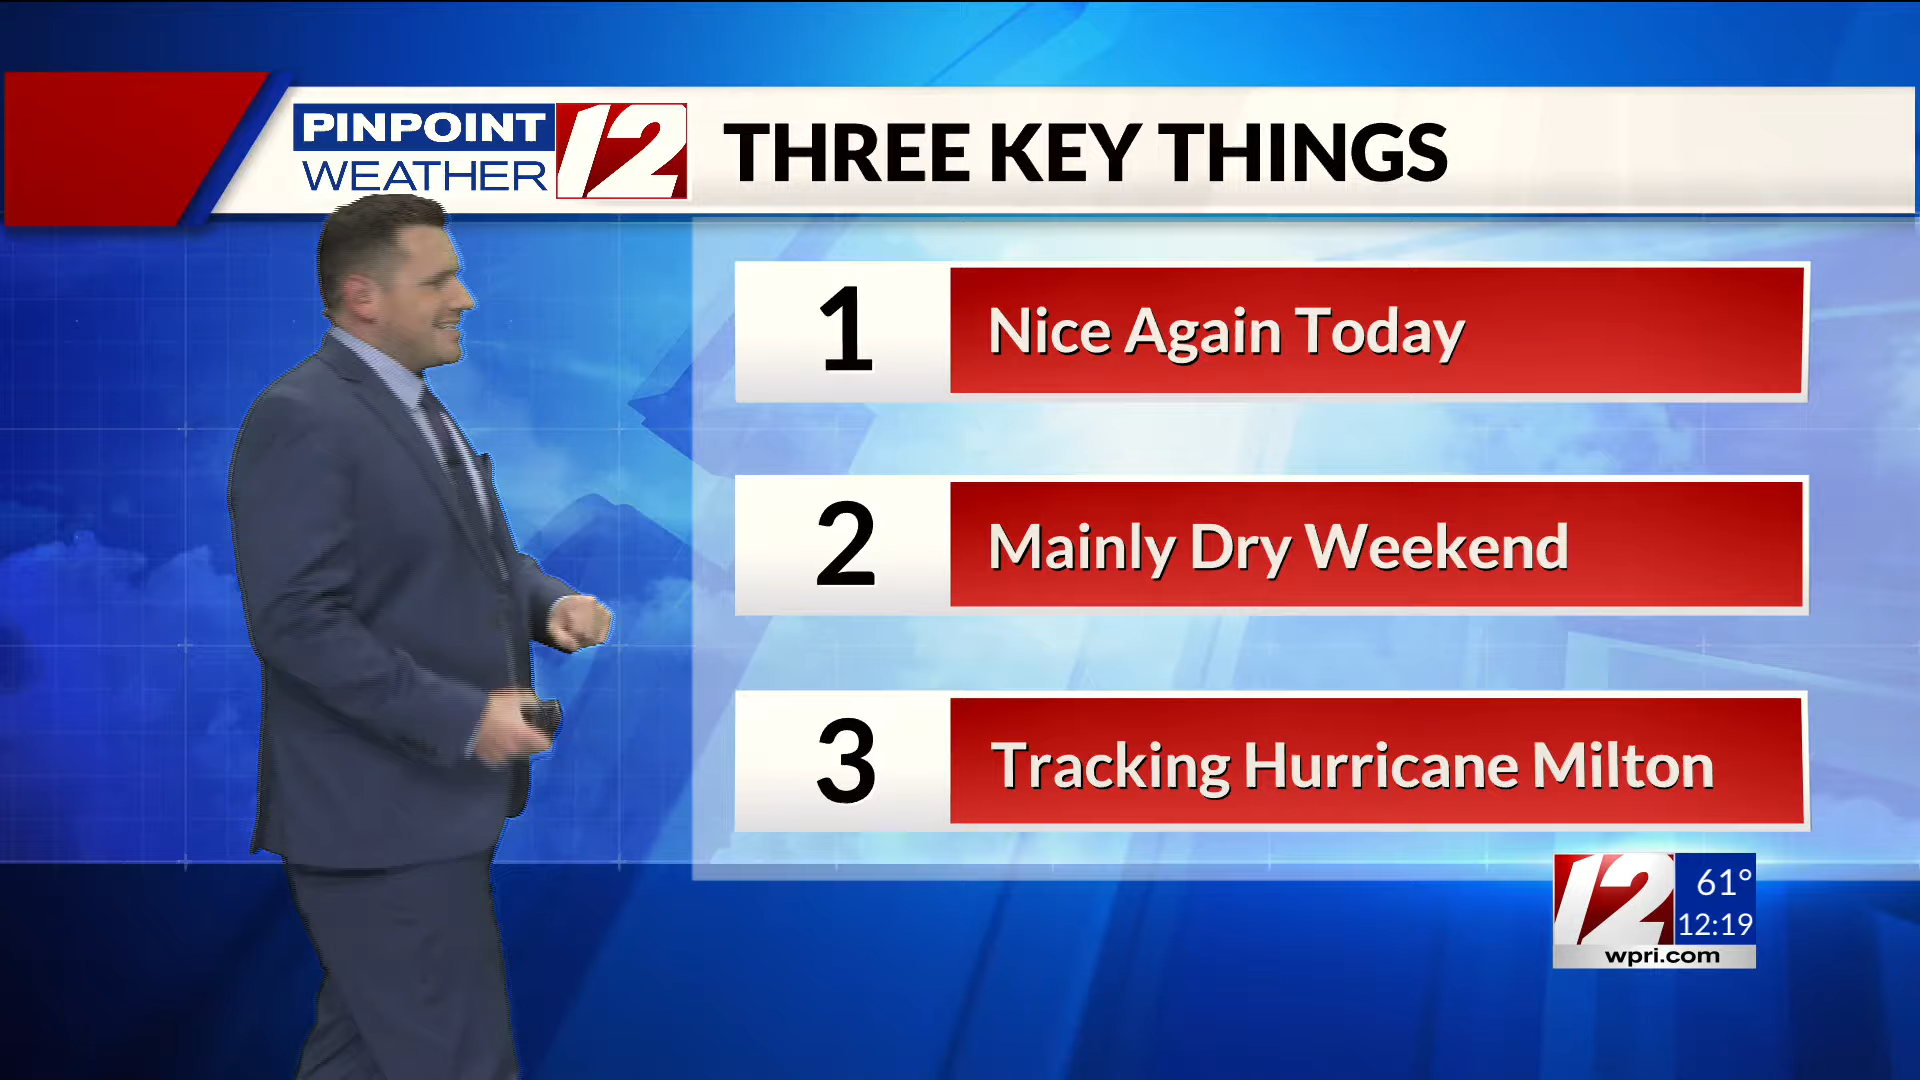 PINPOINT
WEATHER
12
THREE KEY THINGS
1
Nice Again Today
2
Mainly Dry Weekend
3
Tracking Hurricane Milton
12
61°
12:19
wpri.com